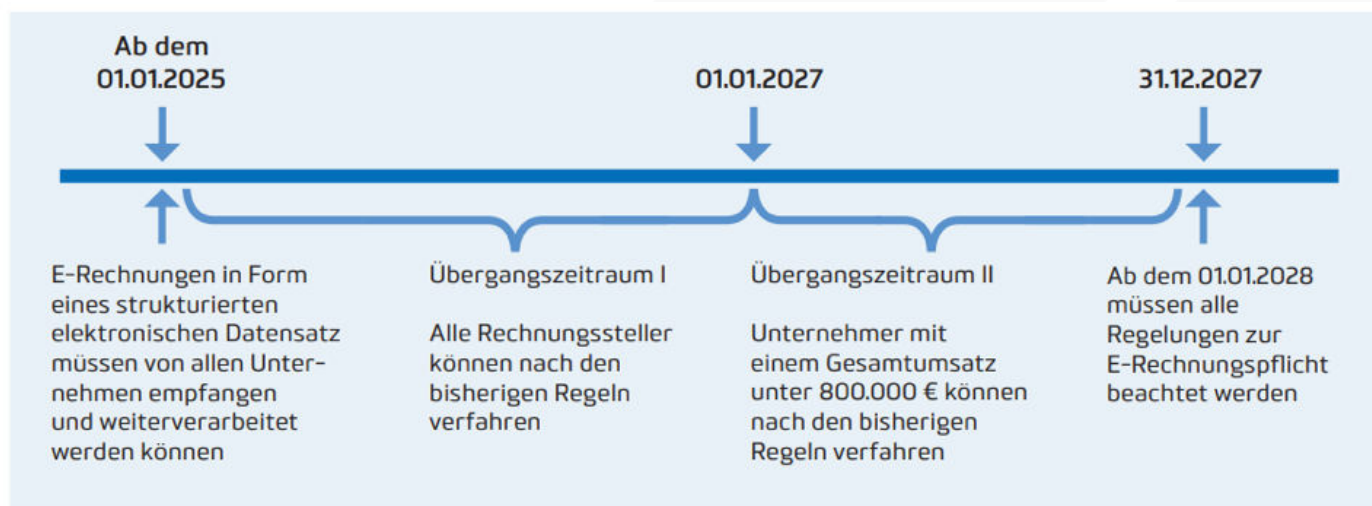 Ab dem
01.01.2025
01.01.2027
31.12.2027
E-Rechnungen in Form
eines strukturierten
elektronischen Datensatz
müssen von allen Unter-
nehmen empfangen
und weiterverarbeitet
werden können
Übergangszeitraum I
Alle Rechnungssteller
können nach den
bisherigen Regeln
verfahren
Übergangszeitraum II
Unternehmer mit
einem Gesamtumsatz
unter 800.000 € können
nach den bisherigen
Regeln verfahren
Ab dem 01.01.2028
müssen alle
Regelungen zur
E-Rechnungspflicht
beachtet werden